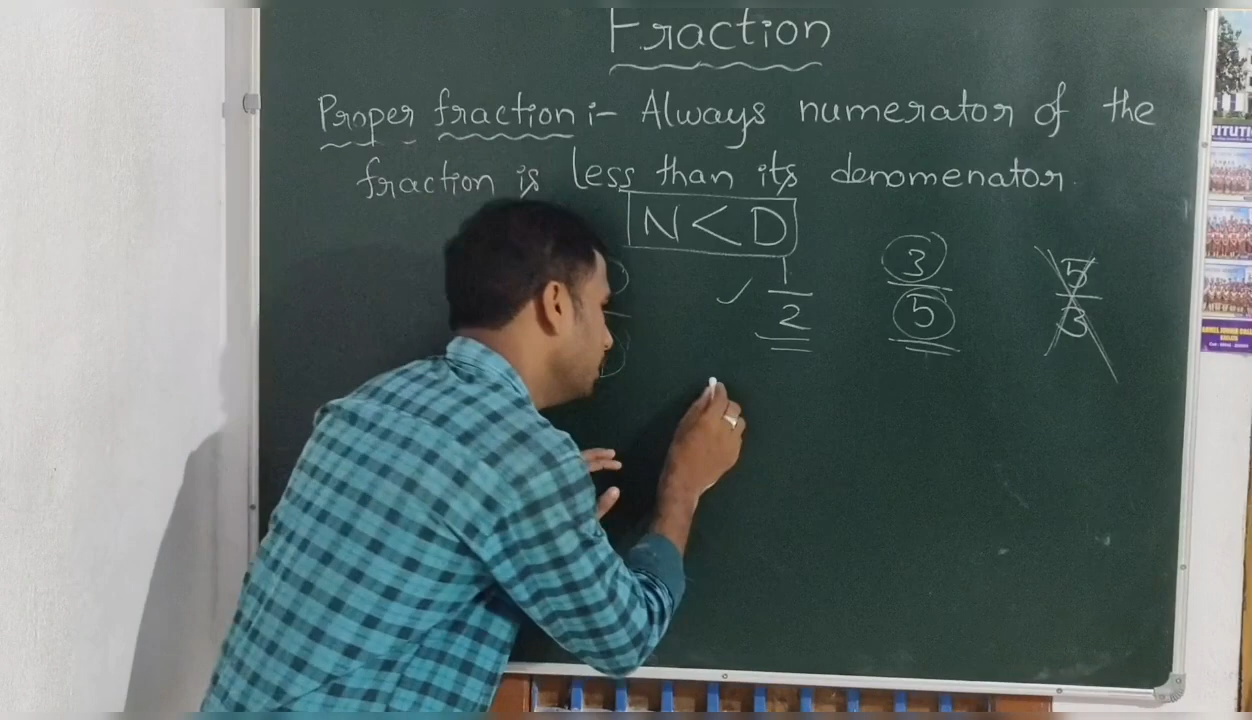 Fraction
Proper fraction :- Always numerator of the
fraction is less than its denomenator.
N < D
1
2
3
5
5
3